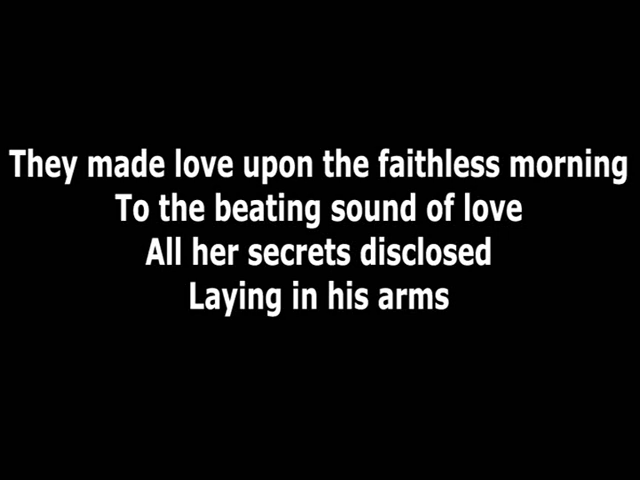 They made love upon the faithless morning
To the beating sound of love
All her secrets disclosed
Laying in his arms